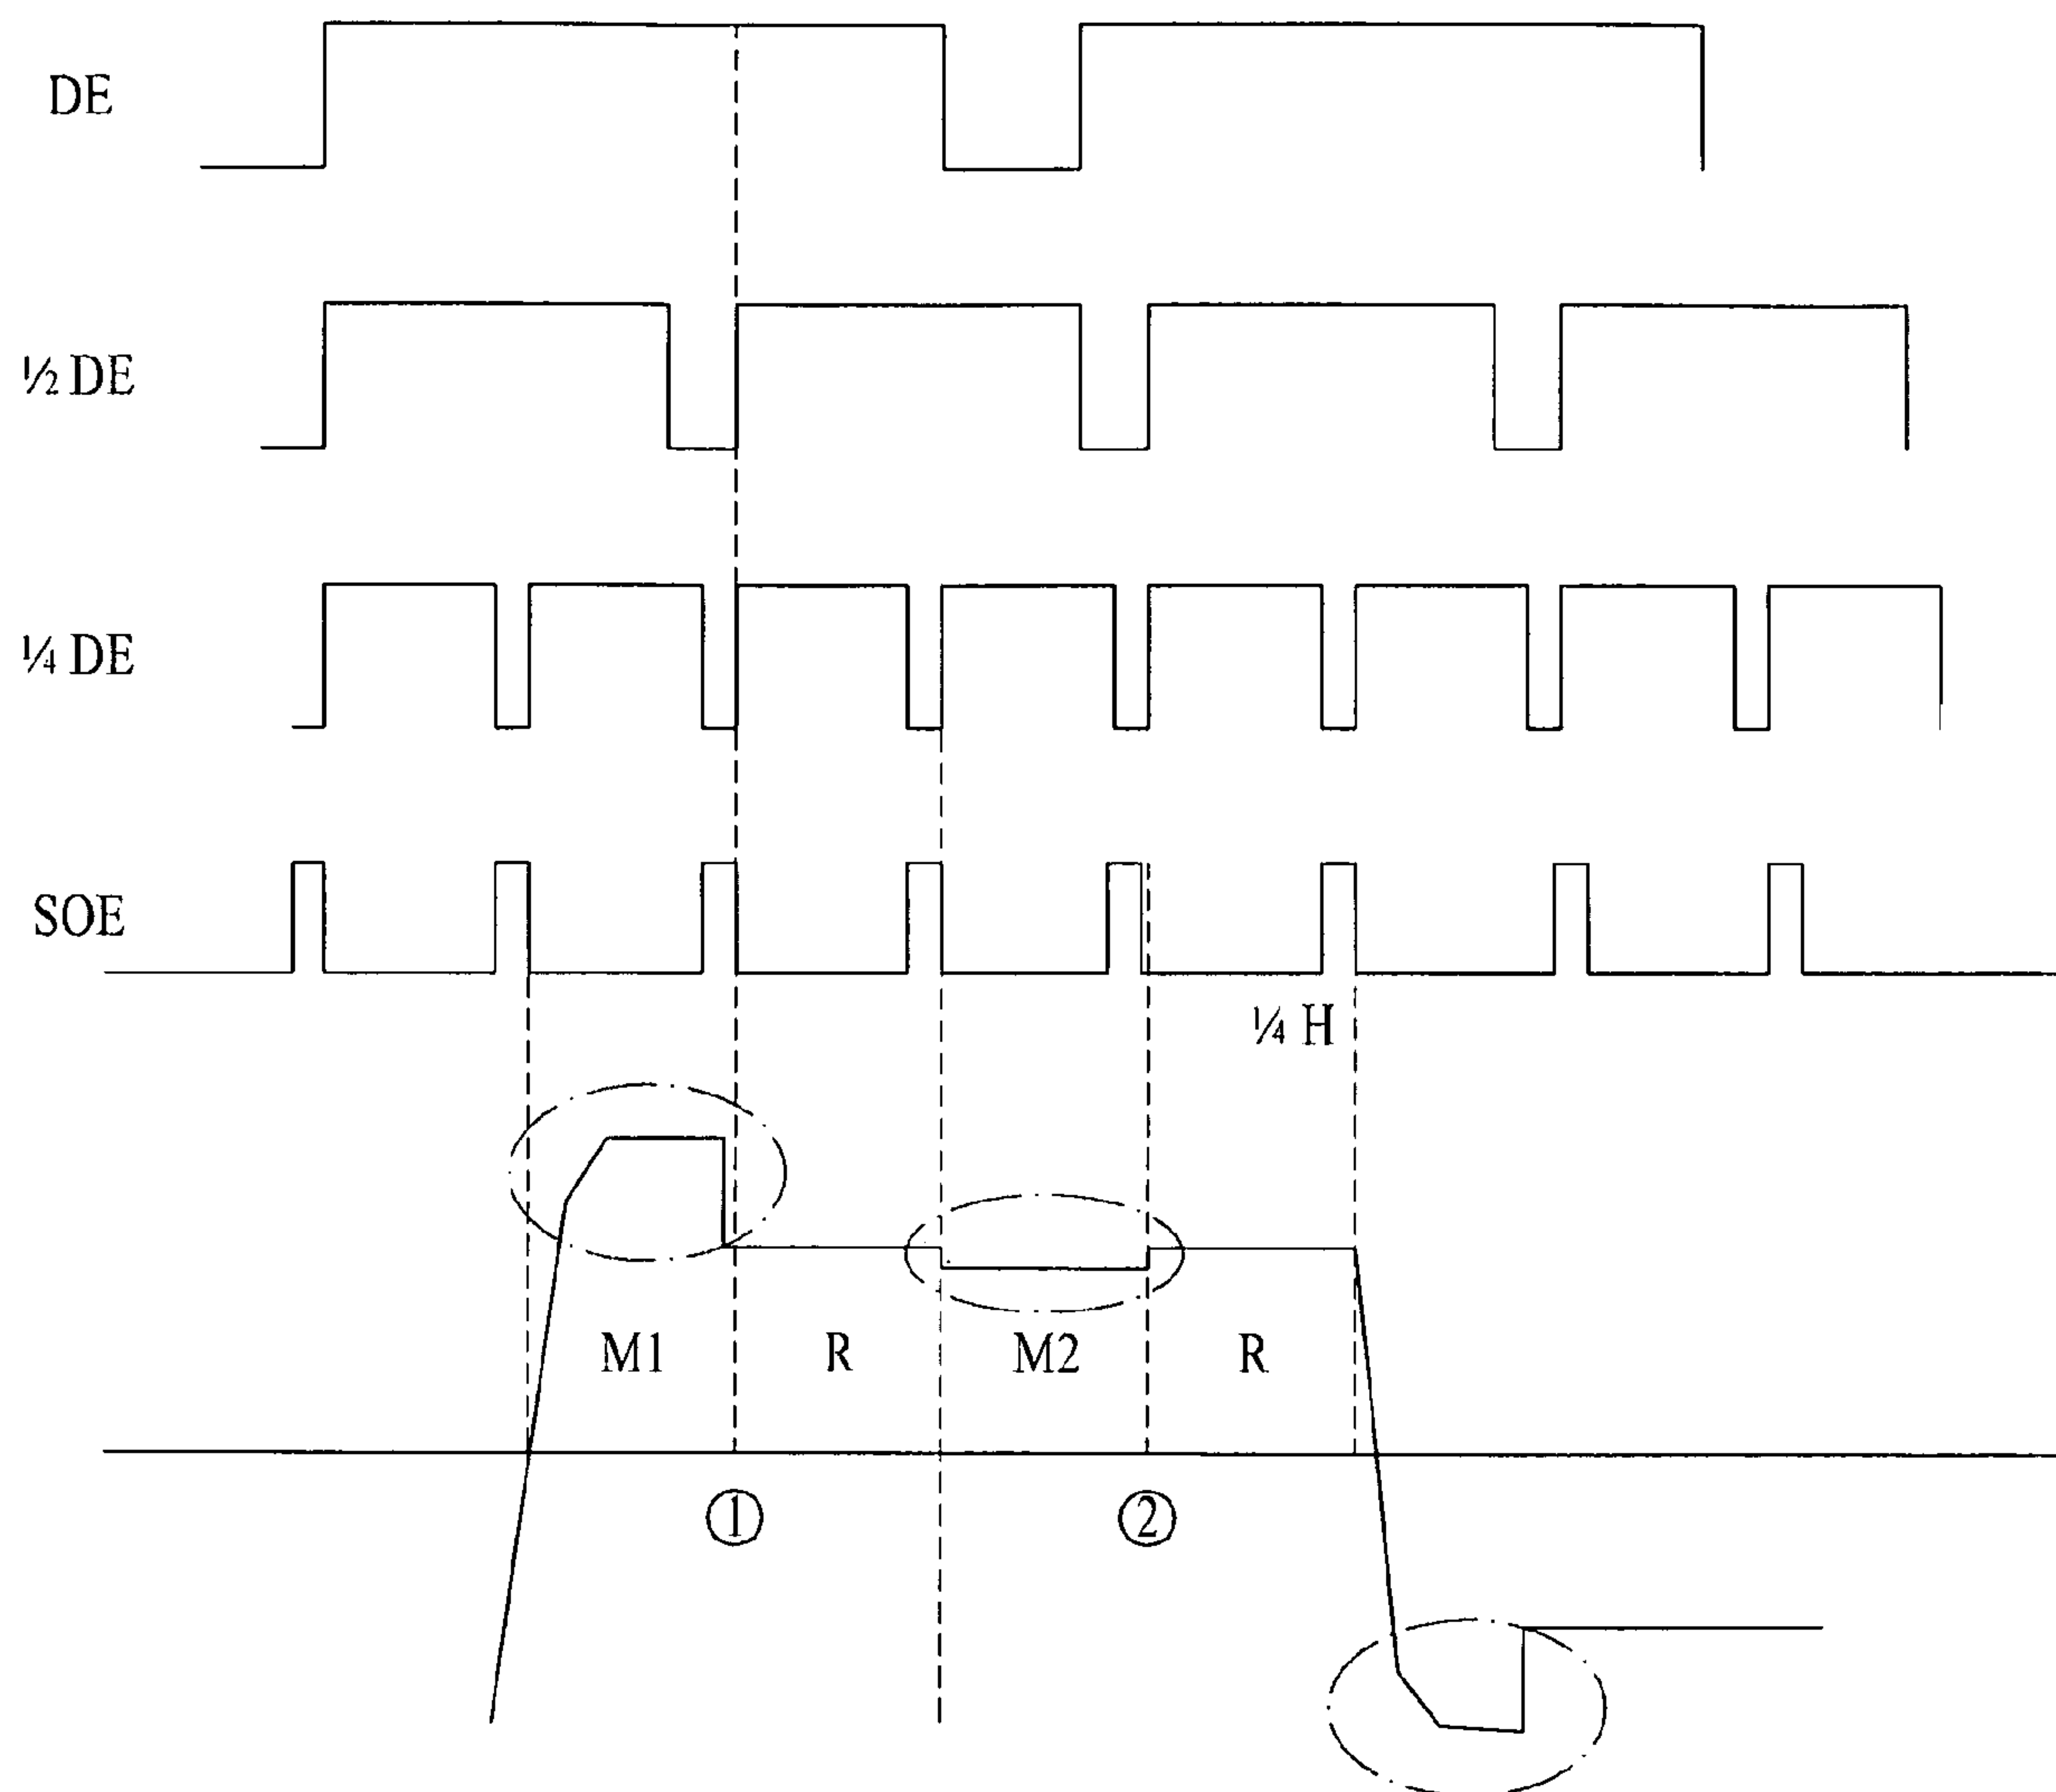 DE
½ DE
¼ DE
SOE
¼ H
M1 R M2 R
① ②